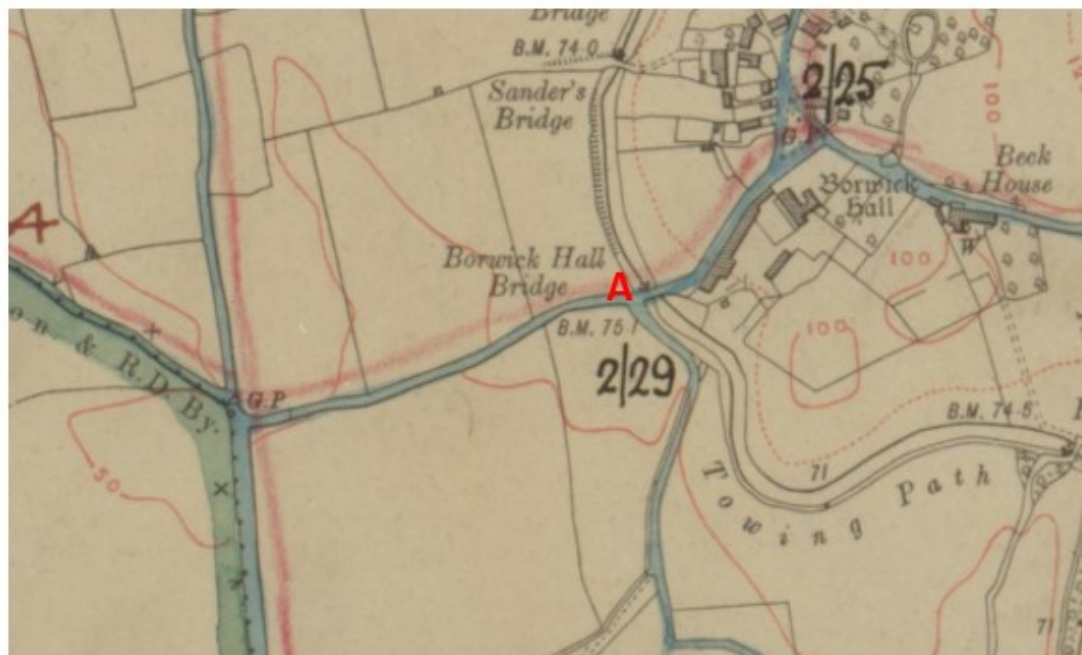 Bridge
B.M. 74·0
Sander's
Bridge
2/25
G.P
100
Beck
House
Borwick
Hall
W
100
4
Borwick Hall
Bridge
A
B.M. 75·1
100
2/29
on & R.D. By.
G.P
50
B.M. 74·5
71
Towing Path
71